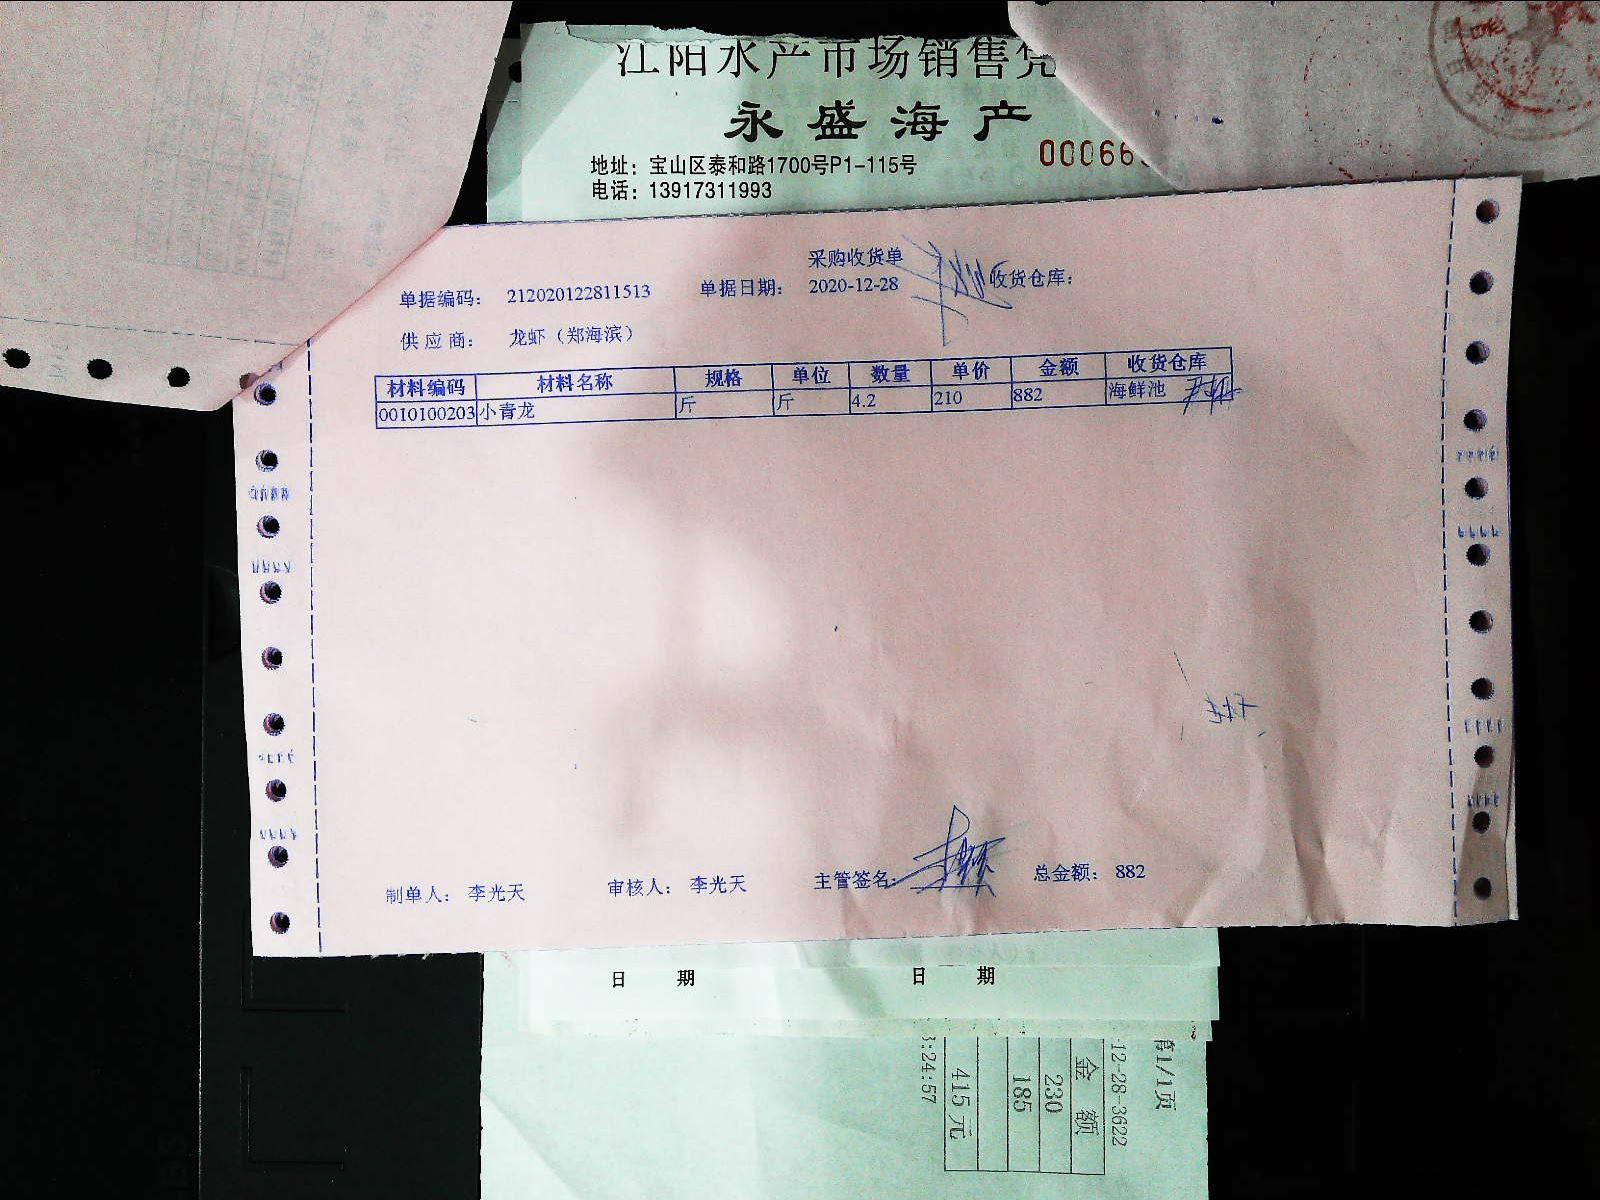 江阳水产市场销售凭
永盛海产
00066
地址：宝山区泰和路1700号P1-115号
电话：13917311993
采购收货单
单据编码： 212020122811513 单据日期： 2020-12-28 收货仓库：
供应商： 龙虾（郑海滨）
材料编码 材料名称 规格 单位 数量 单价 金额 收货仓库
0010100203 小青龙 斤 斤 4.2 210 882 海鲜池
制单人： 李光天 审核人： 李光天 主管签名： 总金额： 882
日 期 日 期
1/1页
-12-28-3622
金 额
230
185
415元
:24:57